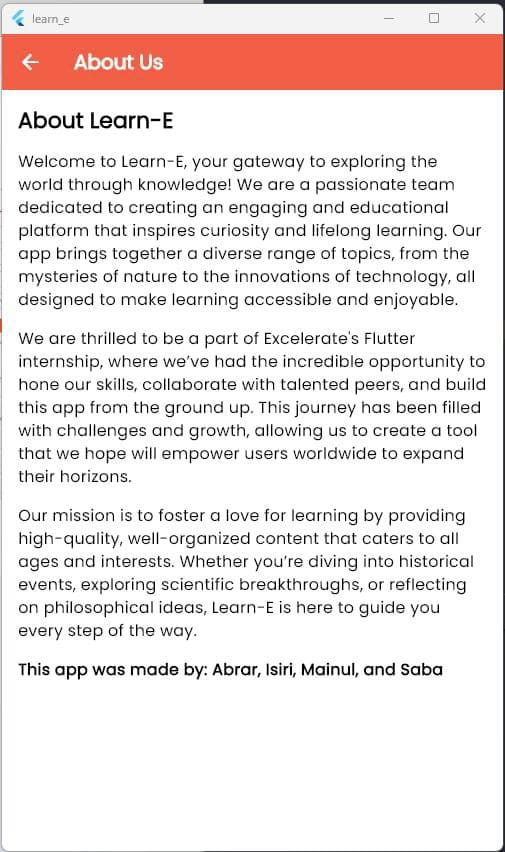 learn_e
About Us
About Learn-E
Welcome to Learn-E, your gateway to exploring the
world through knowledge! We are a passionate team
dedicated to creating an engaging and educational
platform that inspires curiosity and lifelong learning. Our
app brings together a diverse range of topics, from the
mysteries of nature to the innovations of technology, all
designed to make learning accessible and enjoyable.
We are thrilled to be a part of Excelerate's Flutter
internship, where we’ve had the incredible opportunity to
hone our skills, collaborate with talented peers, and build
this app from the ground up. This journey has been filled
with challenges and growth, allowing us to create a tool
that we hope will empower users worldwide to expand
their horizons.
Our mission is to foster a love for learning by providing
high-quality, well-organized content that caters to all
ages and interests. Whether you’re diving into historical
events, exploring scientific breakthroughs, or reflecting
on philosophical ideas, Learn-E is here to guide you
every step of the way.
This app was made by: Abrar, Isiri, Mainul, and Saba